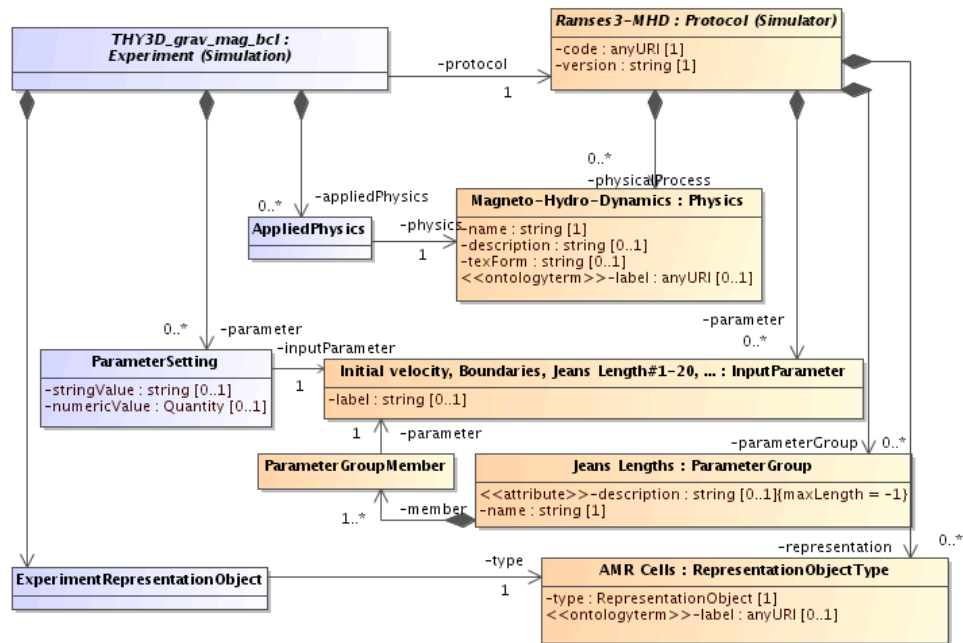 THY3D_grav_mag_bcl :
Experiment (Simulation)
Ramses3-MHD : Protocol (Simulator)
-code : anyURI [1]
-version : string [1]
-protocol
1
0..*
-physicalProcess
-appliedPhysics
0..*
AppliedPhysics
-physics
1
Magneto-Hydro-Dynamics : Physics
-name : string [1]
-description : string [0..1]
-texForm : string [0..1]
<<ontologyterm>>-label : anyURI [0..1]
0..*
-parameter
-parameter
0..*
ParameterSetting
-stringValue : string [0..1]
-numericValue : Quantity [0..1]
-inputParameter
1
Initial velocity, Boundaries, Jeans Length#1-20, ... : InputParameter
-label : string [0..1]
1
-parameter
-parameterGroup
0..*
ParameterGroupMember
1..*
-member
Jeans Lengths : ParameterGroup
<<attribute>>-description : string [0..1]{maxLength = -1}
-name : string [1]
-representation
0..*
ExperimentRepresentationObject
-type
1
AMR Cells : RepresentationObjectType
-type : RepresentationObject [1]
<<ontologyterm>>-label : anyURI [0..1]